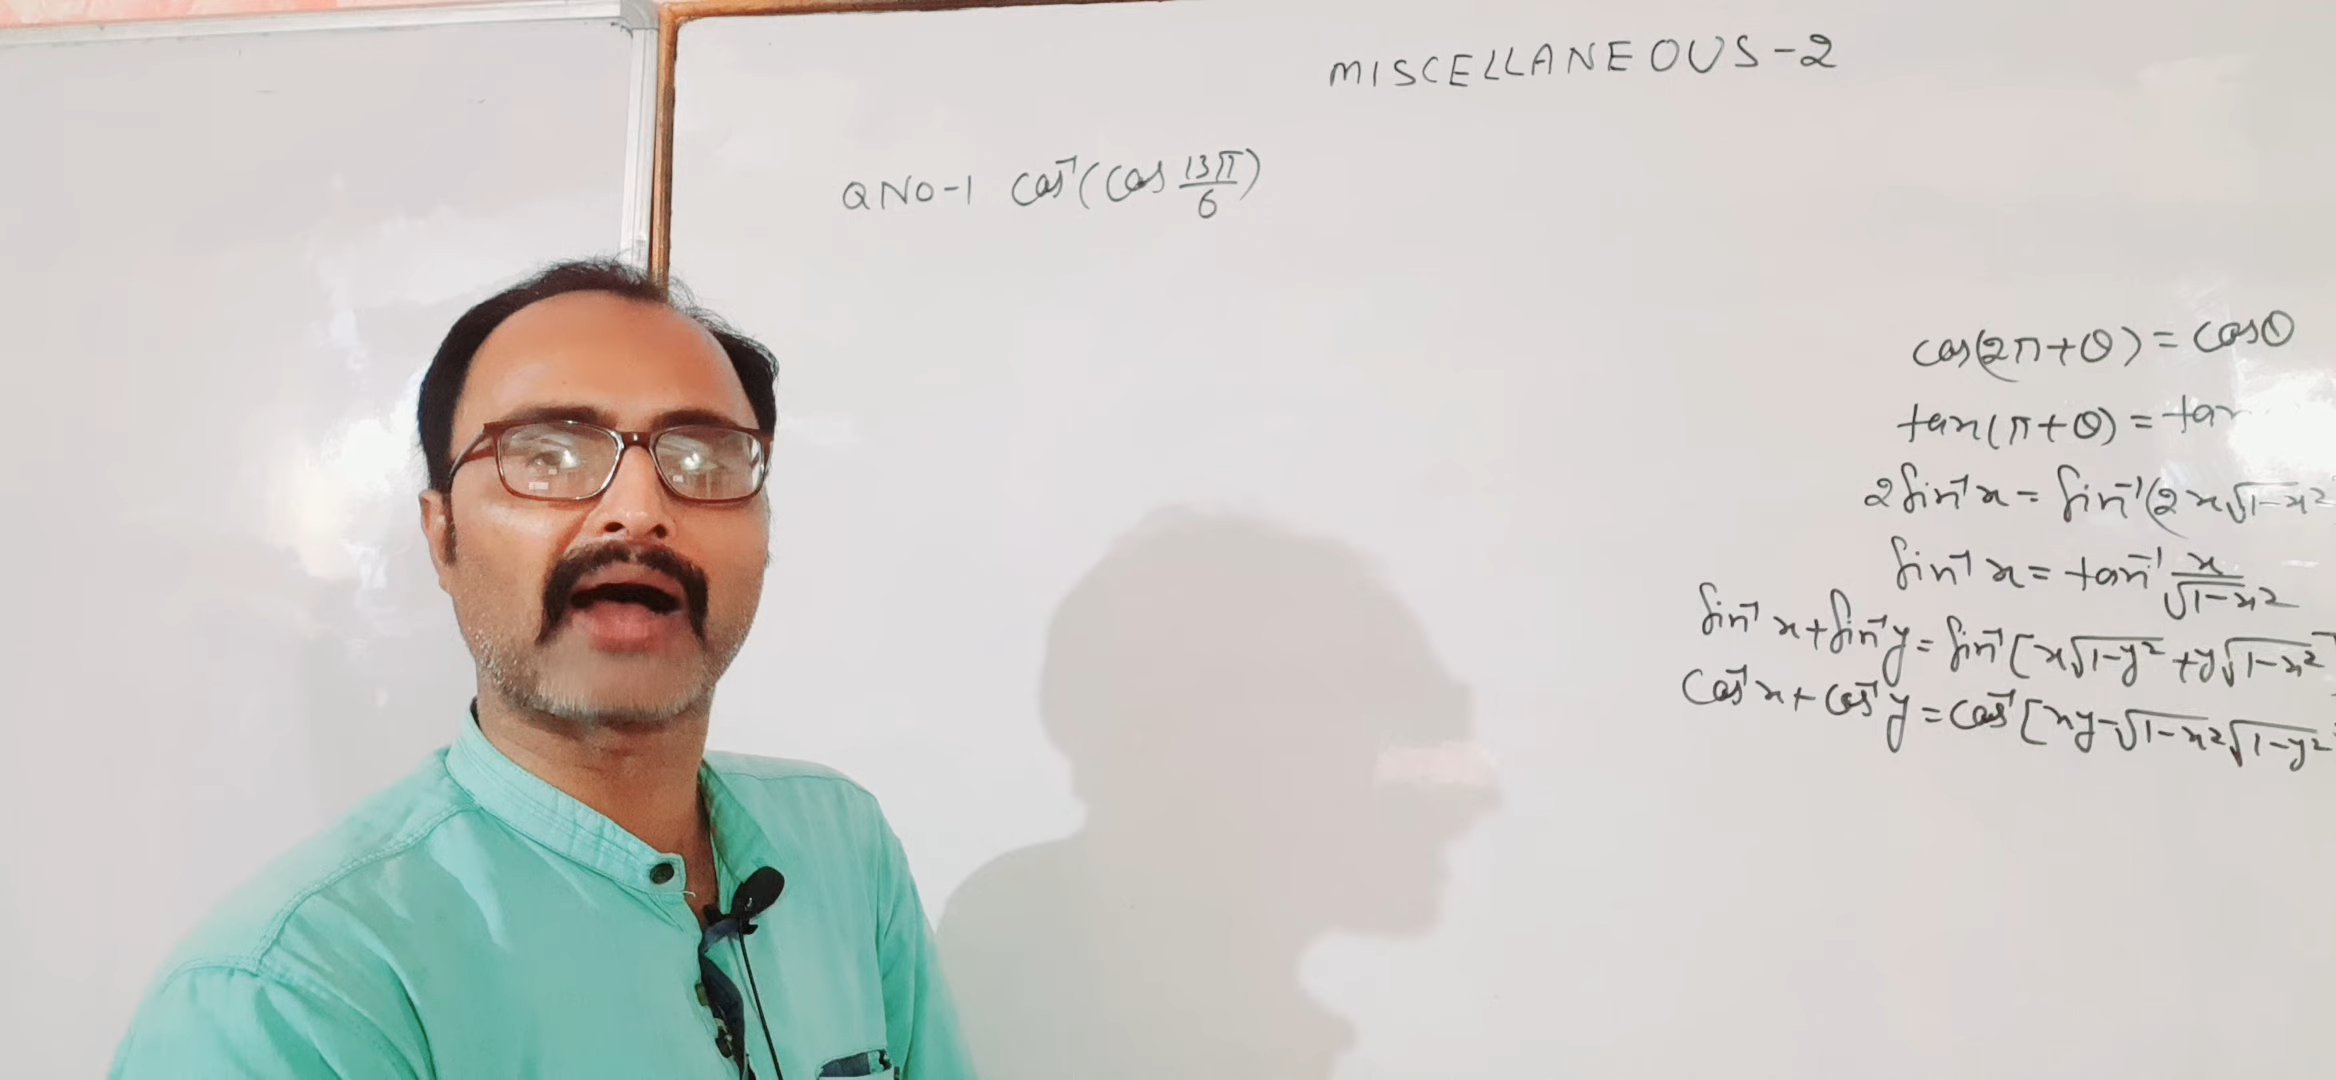 MISCELLANEOUS-2
QNO-1 cos⁻¹(cos 13π/6)
cos(2π+θ) = cosθ
tan(π+θ) = tan
2sin⁻¹x = sin⁻¹(2x√1-x²
sin⁻¹x = tan⁻¹ x/√1-x²
sin⁻¹x + sin⁻¹y = sin⁻¹[x√1-y² + y√1-x²]
cos⁻¹x + cos⁻¹y = cos⁻¹[xy - √1-x²√1-y²